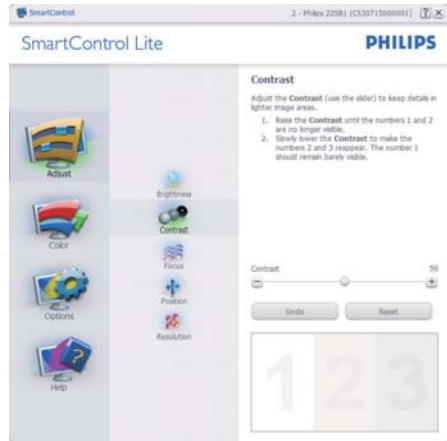 SmartControl
2 - Philips 225B1 (CS30715000001)
SmartControl Lite
PHILIPS
Adjust
Color
Options
Help
Brightness
Contrast
Focus
Position
Resolution
Contrast
Adjust the Contrast (use the slider) to keep details in
lighter image areas.
1. Raise the Contrast until the numbers 1 and 2
are no longer visible.
2. Slowly lower the Contrast to make the
numbers 2 and 3 reappear. The number 1
should remain barely visible.
Contrast
50
Undo
Reset
1 2 3